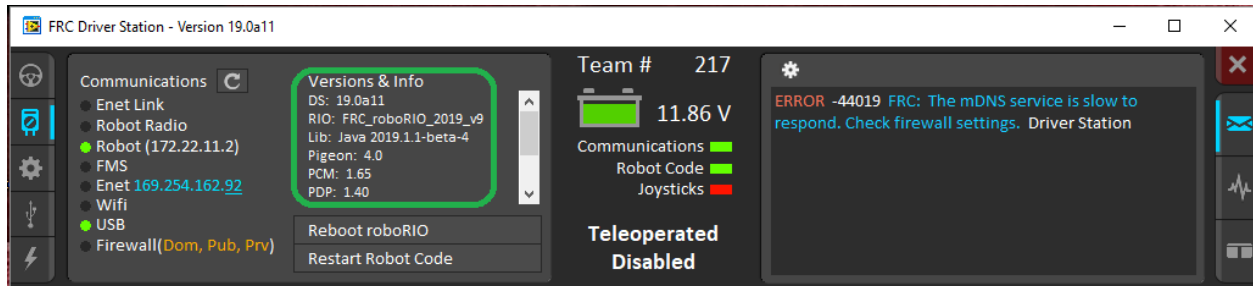 FRC Driver Station - Version 19.0a11
Communications
Enet Link
Robot Radio
Robot (172.22.11.2)
FMS
Enet 169.254.162.92
Wifi
USB
Firewall(Dom, Pub, Prv)
Versions & Info
DS: 19.0a11
RIO: FRC_roboRIO_2019_v9
Lib: Java 2019.1.1-beta-4
Pigeon: 4.0
PCM: 1.65
PDP: 1.40
Reboot roboRIO
Restart Robot Code
Team # 217
11.86 V
Communications
Robot Code
Joysticks
Teleoperated
Disabled
ERROR -44019 FRC: The mDNS service is slow to
respond. Check firewall settings. Driver Station